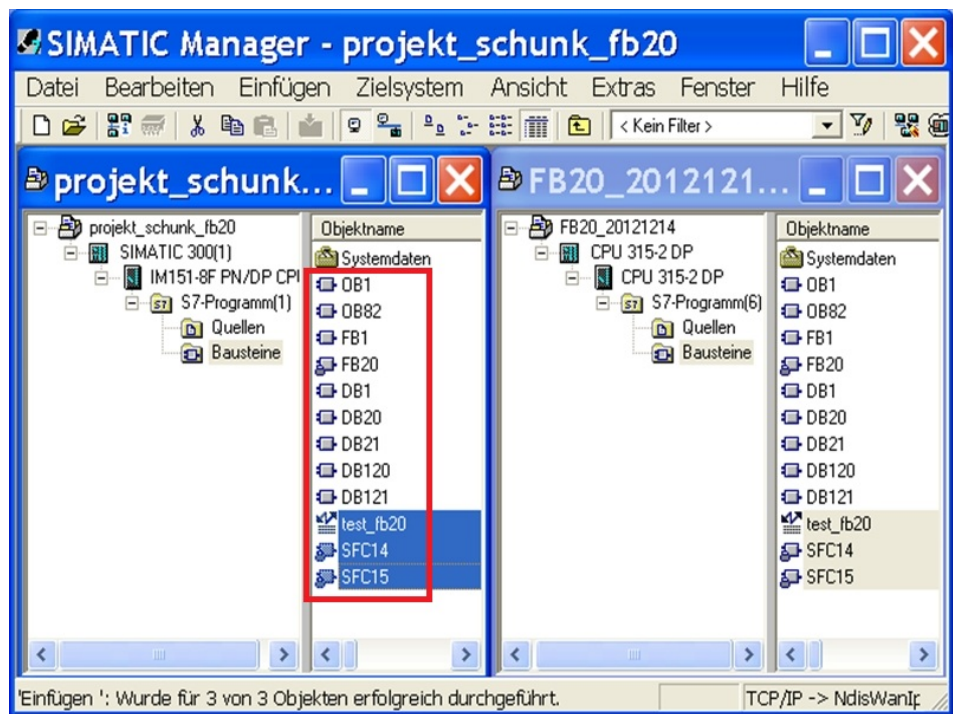 SIMATIC Manager - projekt_schunk_fb20
Datei Bearbeiten Einfügen Zielsystem Ansicht Extras Fenster Hilfe
< Kein Filter >
projekt_schunk...
projekt_schunk_fb20
SIMATIC 300(1)
IM151-8F PN/DP CPU
S7-Programm(1)
Quellen
Bausteine
Objektname
Systemdaten
OB1
OB82
FB1
FB20
DB1
DB20
DB21
DB120
DB121
test_fb20
SFC14
SFC15
FB20_2012121...
FB20_20121214
CPU 315-2 DP
CPU 315-2 DP
S7-Programm(6)
Quellen
Bausteine
Objektname
Systemdaten
OB1
OB82
FB1
FB20
DB1
DB20
DB21
DB120
DB121
test_fb20
SFC14
SFC15
'Einfügen ': Wurde für 3 von 3 Objekten erfolgreich durchgeführt.
TCP/IP -> NdisWanIp